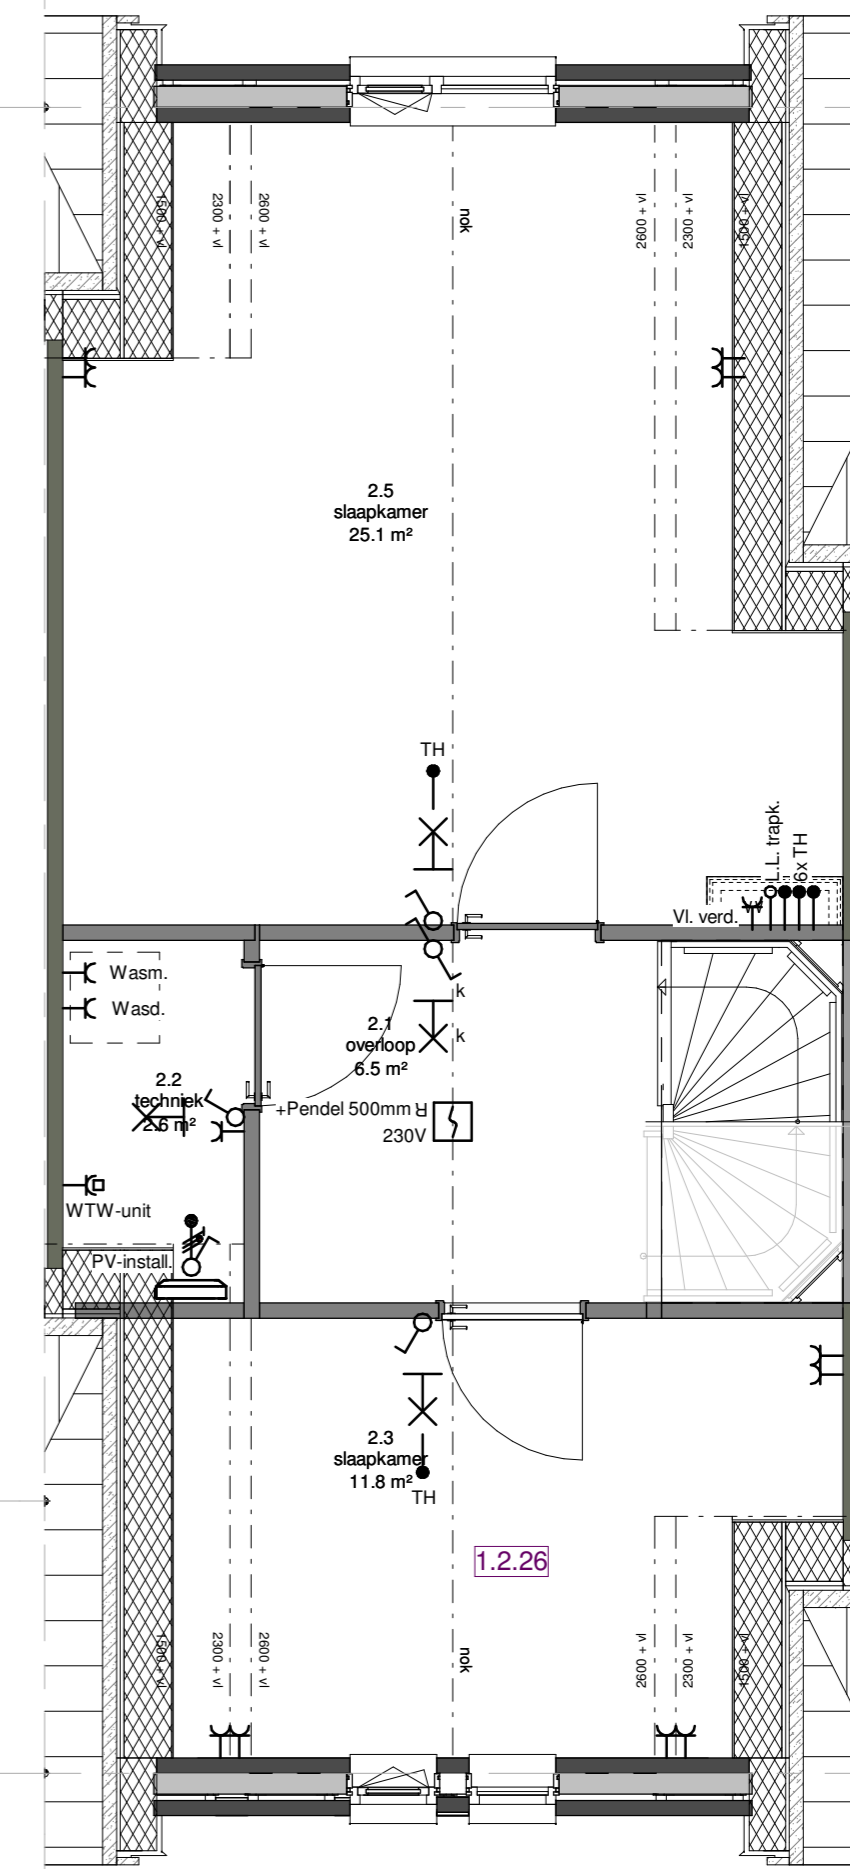 1500 + vl
2300 + vl
2600 + vl
nok
2600 + vl
2300 + vl
1500 + vl
2.5
slaapkamer
25.1 m²
TH
L.L. trapk.
6x TH
Vl. verd.
Wasm.
Wasd.
k
k
2.1
overloop
6.5 m²
2.2
techniek
2.6 m²
+Pendel 500mm R
230V
WTW-unit
PV-install.
2.3
slaapkamer
11.8 m²
TH
1.2.26
1500 + vl
2300 + vl
2600 + vl
nok
2600 + vl
2300 + vl
1500 + vl